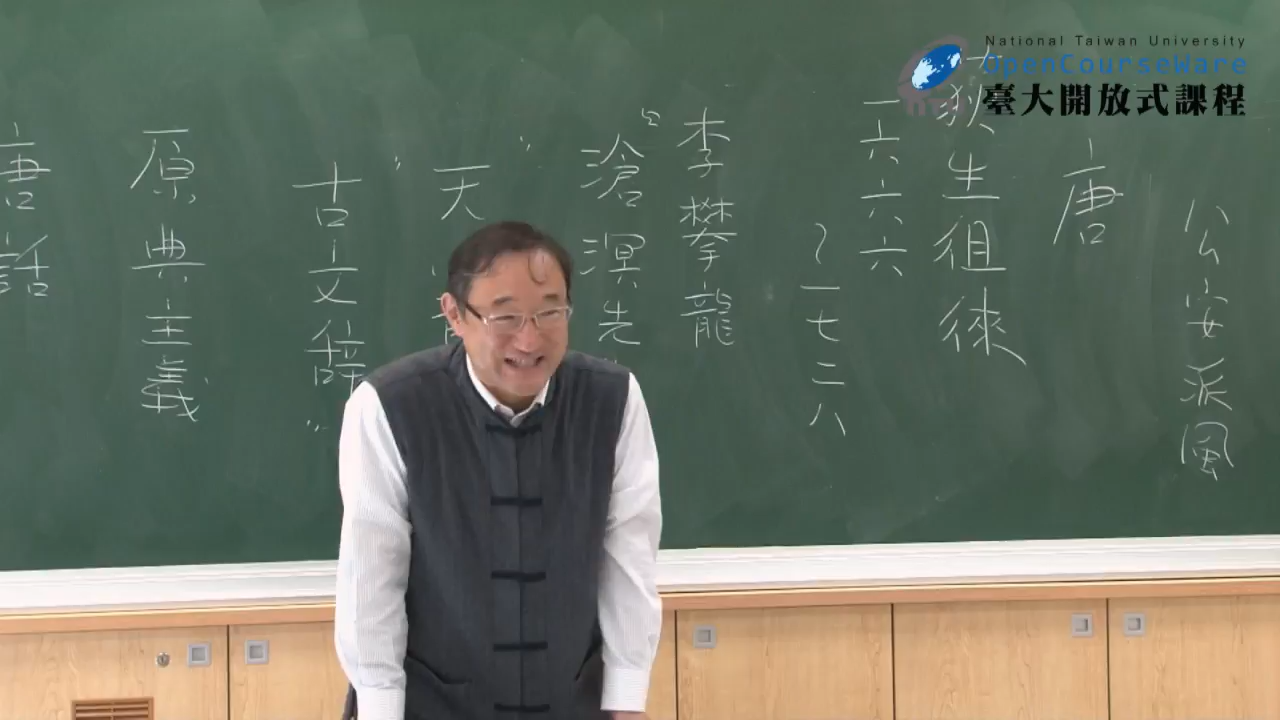 National Taiwan University
OpenCourseWare
臺大開放式課程
公安派風
唐
荻生徂徠
一六六六
～一七二八
李攀龍
滄溟先
天
古文辞
原典主義
唐話